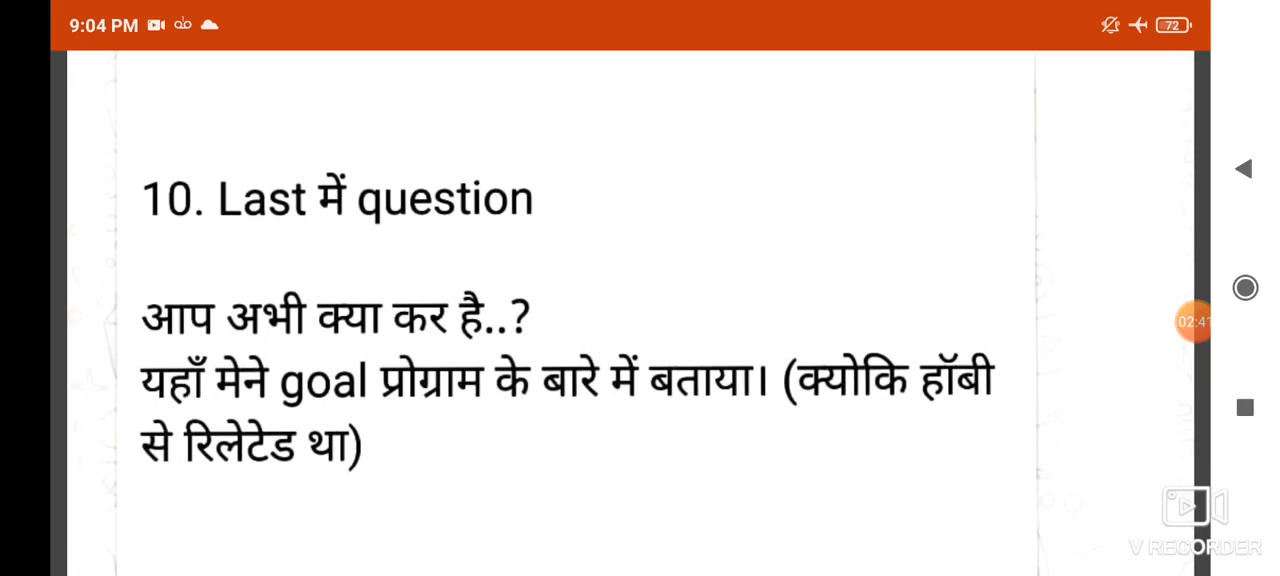 9:04 PM
72
10. Last में question
आप अभी क्या कर है..?
यहाँ मेने goal प्रोग्राम के बारे में बताया। (क्योकि हॉबी
से रिलेटेड था)
02:41
V RECORDER